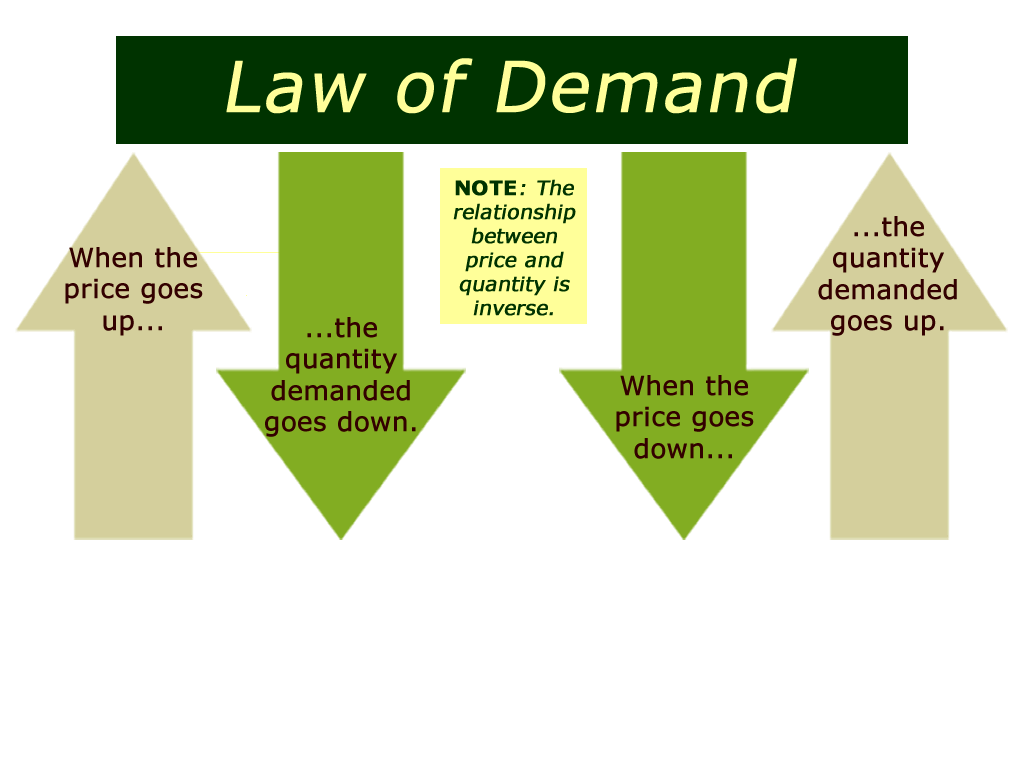 Law of Demand
When the
price goes
up...
...the
quantity
demanded
goes down.
NOTE: The
relationship
between
price and
quantity is
inverse.
When the
price goes
down...
...the
quantity
demanded
goes up.